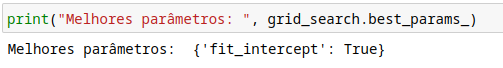 print("Melhores parâmetros: ", grid_search.best_params_)
Melhores parâmetros:  {'fit_intercept': True}